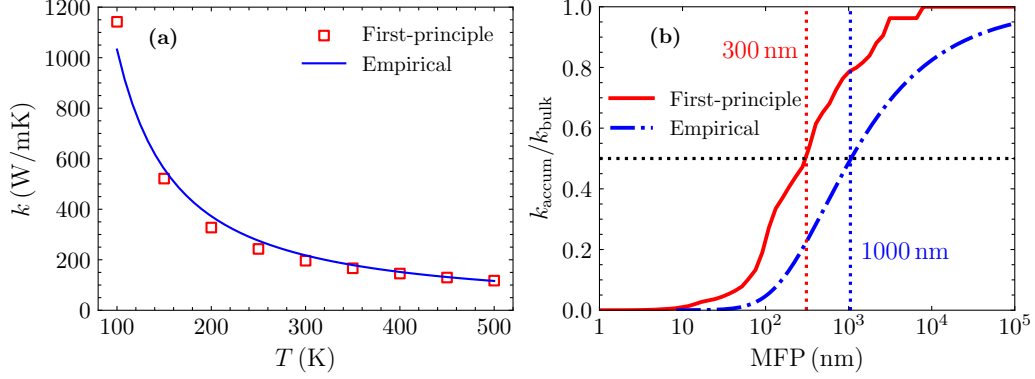 (a)
First-principle
Empirical
k (W/mK)
1200
1000
800
600
400
200
0
100
200
300
400
500
T (K)
(b)
300 nm
First-principle
Empirical
1000 nm
k_accum/k_bulk
1.0
0.8
0.6
0.4
0.2
0.0
1
10
10^2
10^3
10^4
10^5
MFP (nm)